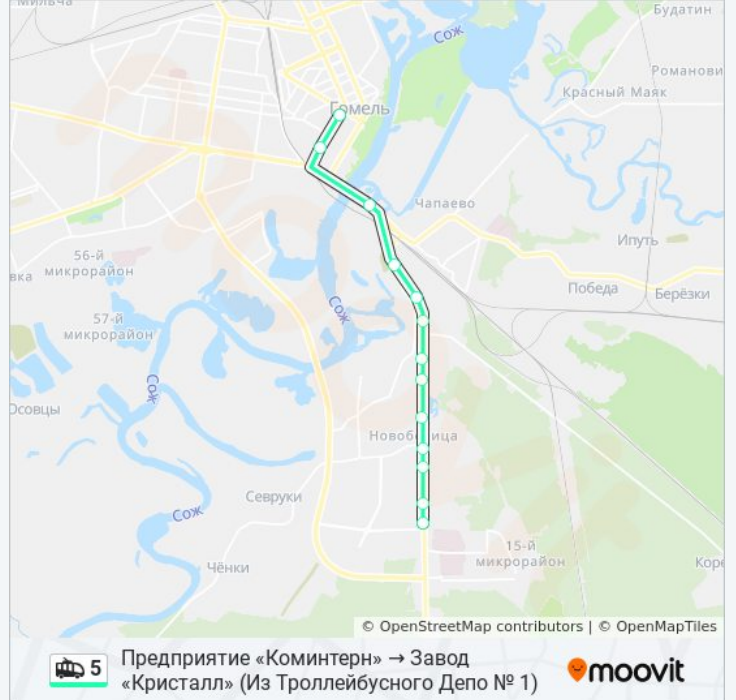 Мильча
Будатин
Сож
Романови
Красный Маяк
Гомель
Чапаево
Ипуть
56-й
микрорайон
вка
Победа
Берёзки
Сож
57-й
микрорайон
Сож
Осовцы
Новобелица
Севруки
Сож
15-й
микрорайон
Чёнки
Коре
© OpenStreetMap contributors | © OpenMapTiles
5
Предприятие «Коминтерн» → Завод
«Кристалл» (Из Троллейбусного Депо № 1)
moovit